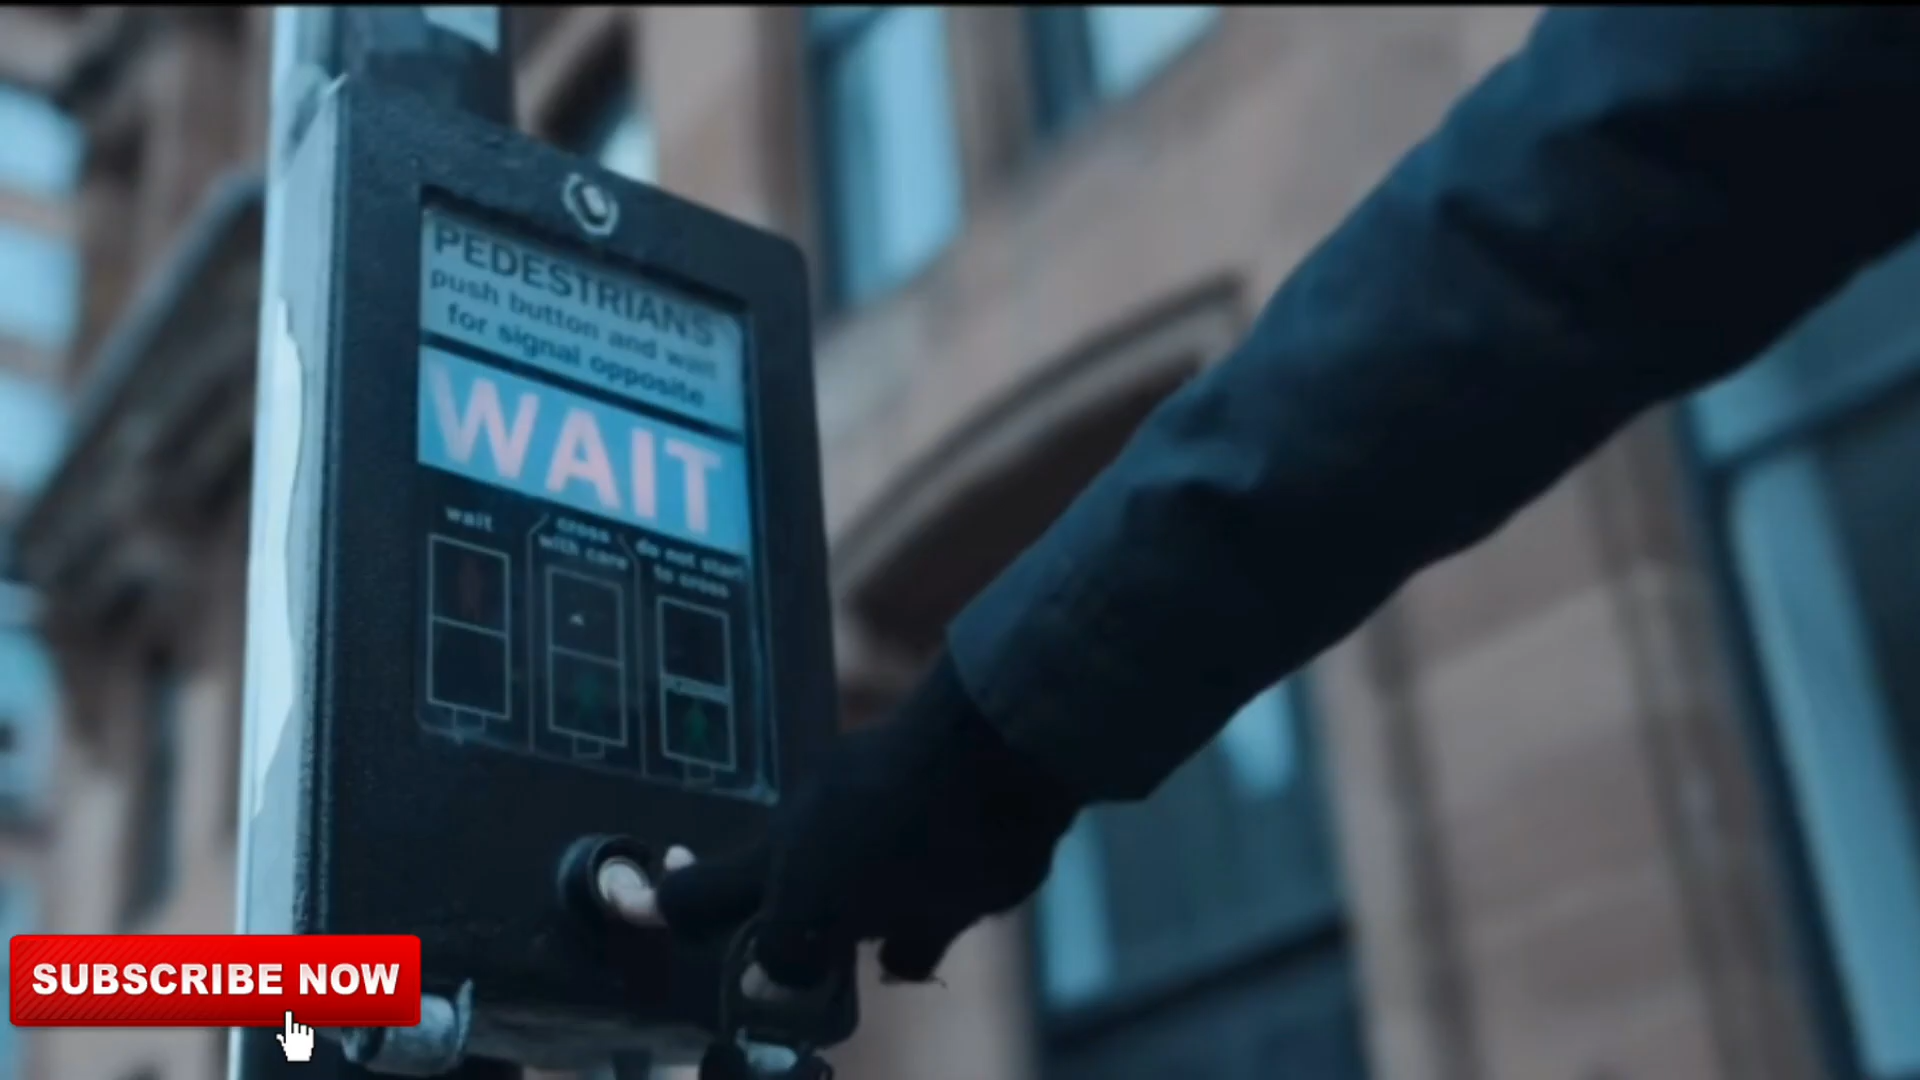 PEDESTRIANS
push button and wait
for signal opposite
WAIT
wait
cross
with care
do not start
to cross
SUBSCRIBE NOW